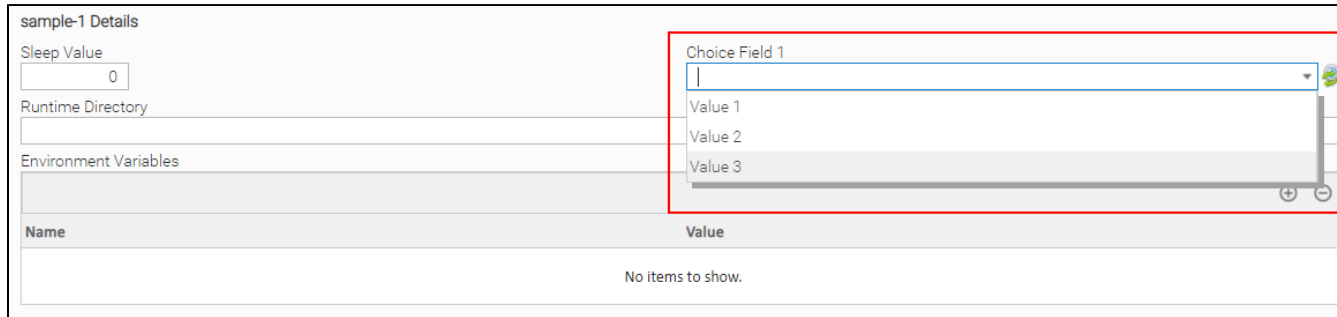 sample-1 Details
Sleep Value
0
Choice Field 1
Value 1
Value 2
Value 3
Runtime Directory
Environment Variables
Name Value
No items to show.